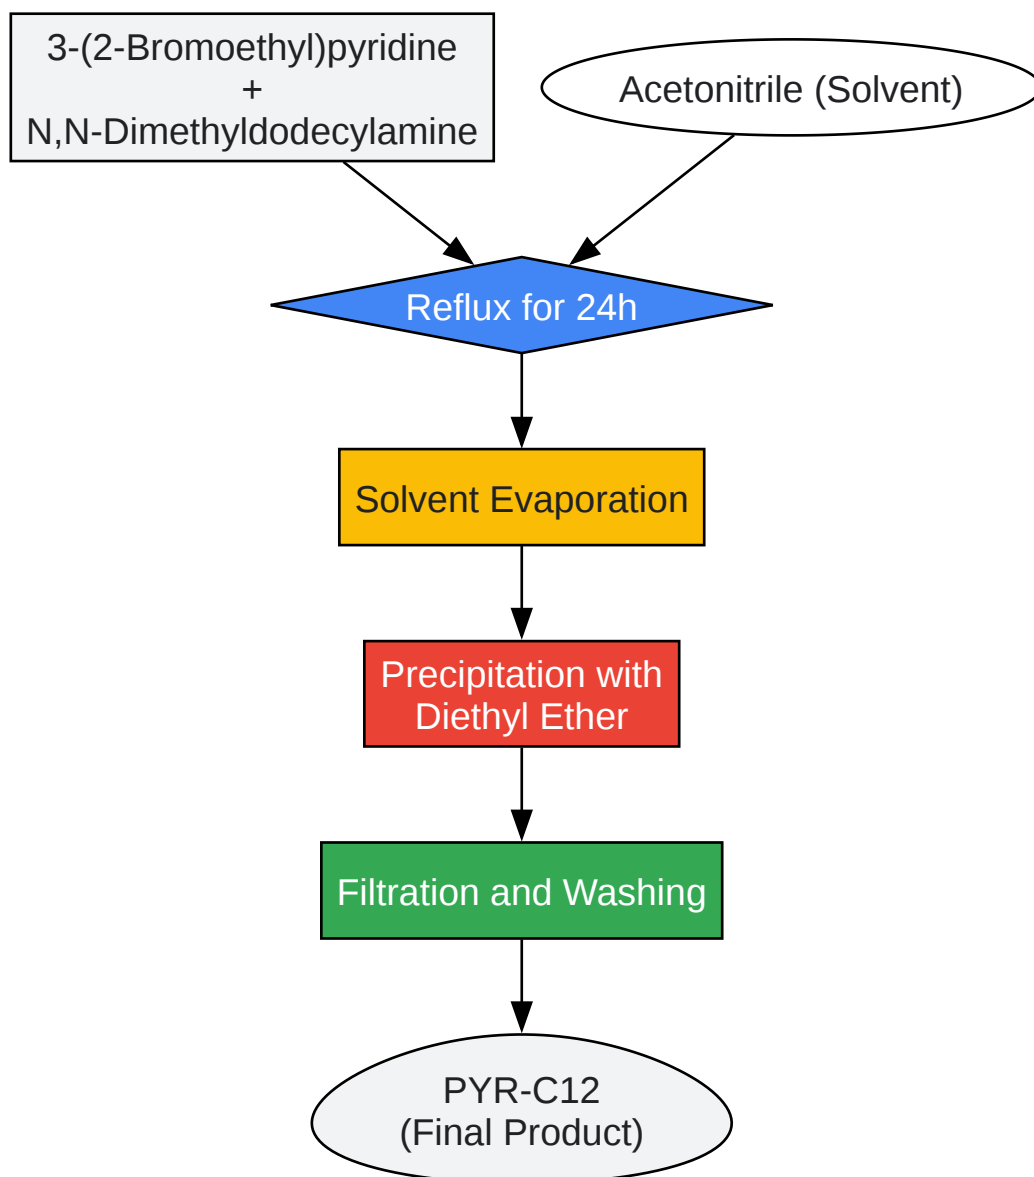 3-(2-Bromoethyl)pyridine
+
N,N-Dimethyldodecylamine
Acetonitrile (Solvent)
Reflux for 24h
Solvent Evaporation
Precipitation with
Diethyl Ether
Filtration and Washing
PYR-C12
(Final Product)